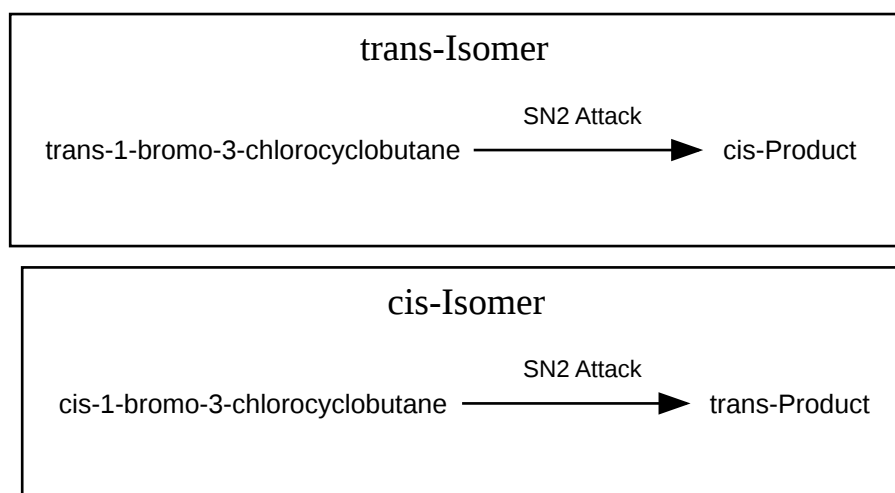 trans-Isomer
SN2 Attack
trans-1-bromo-3-chlorocyclobutane
cis-Product
cis-Isomer
SN2 Attack
cis-1-bromo-3-chlorocyclobutane
trans-Product